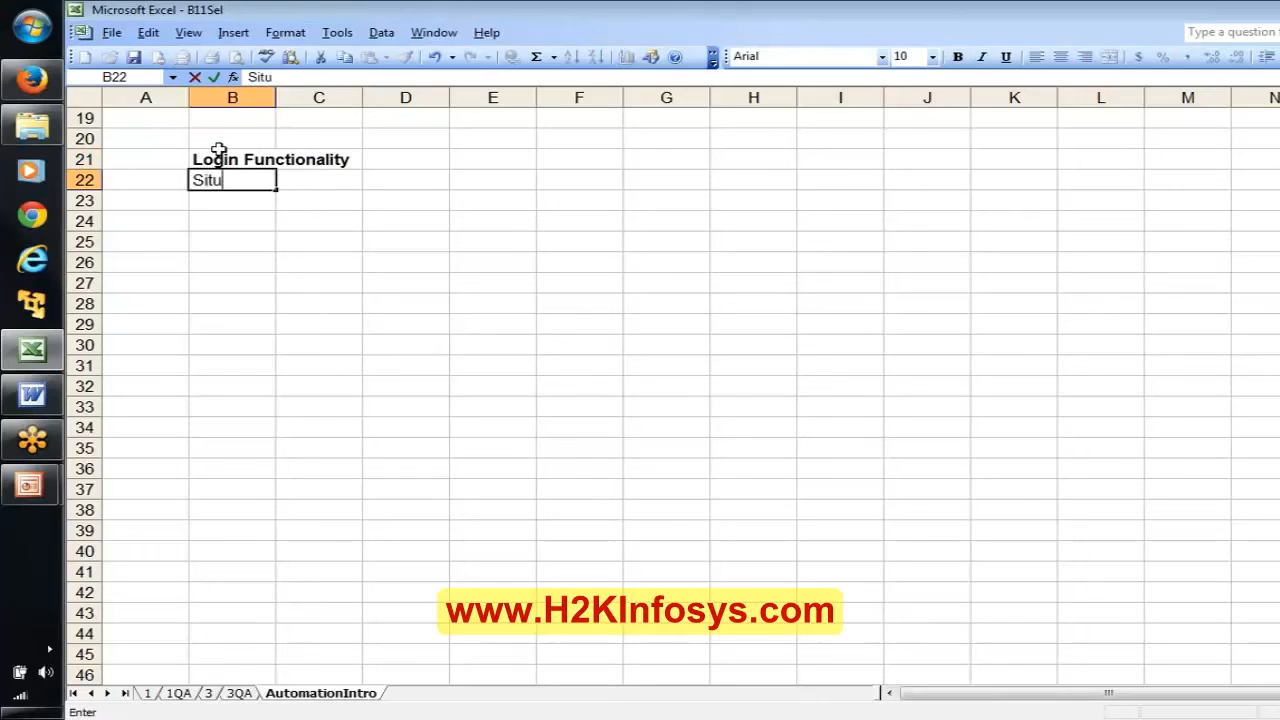 Microsoft Excel - B11Sel
File Edit View Insert Format Tools Data Window Help
Type a question f
Arial 10 B I U $ %
B22 fx Situ
A B C D E F G H I J K L M N
19
20
21 Login Functionality
22 Situ
23
24
25
26
27
28
29
30
31
32
33
34
35
36
37
38
39
40
41
42
43
44
45
46
www.H2KInfosys.com
1 1QA 3 3QA AutomationIntro
Enter